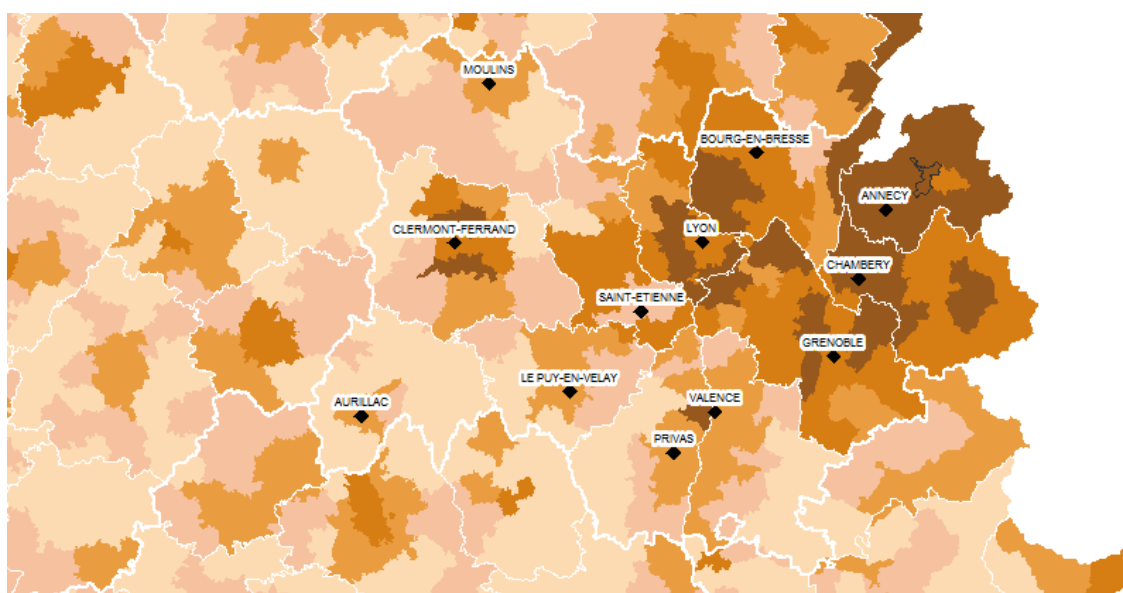 MOULINS
BOURG-EN-BRESSE
ANNECY
CLERMONT-FERRAND
LYON
CHAMBERY
SAINT-ETIENNE
GRENOBLE
LE PUY-EN-VELAY
AURILLAC
VALENCE
PRIVAS